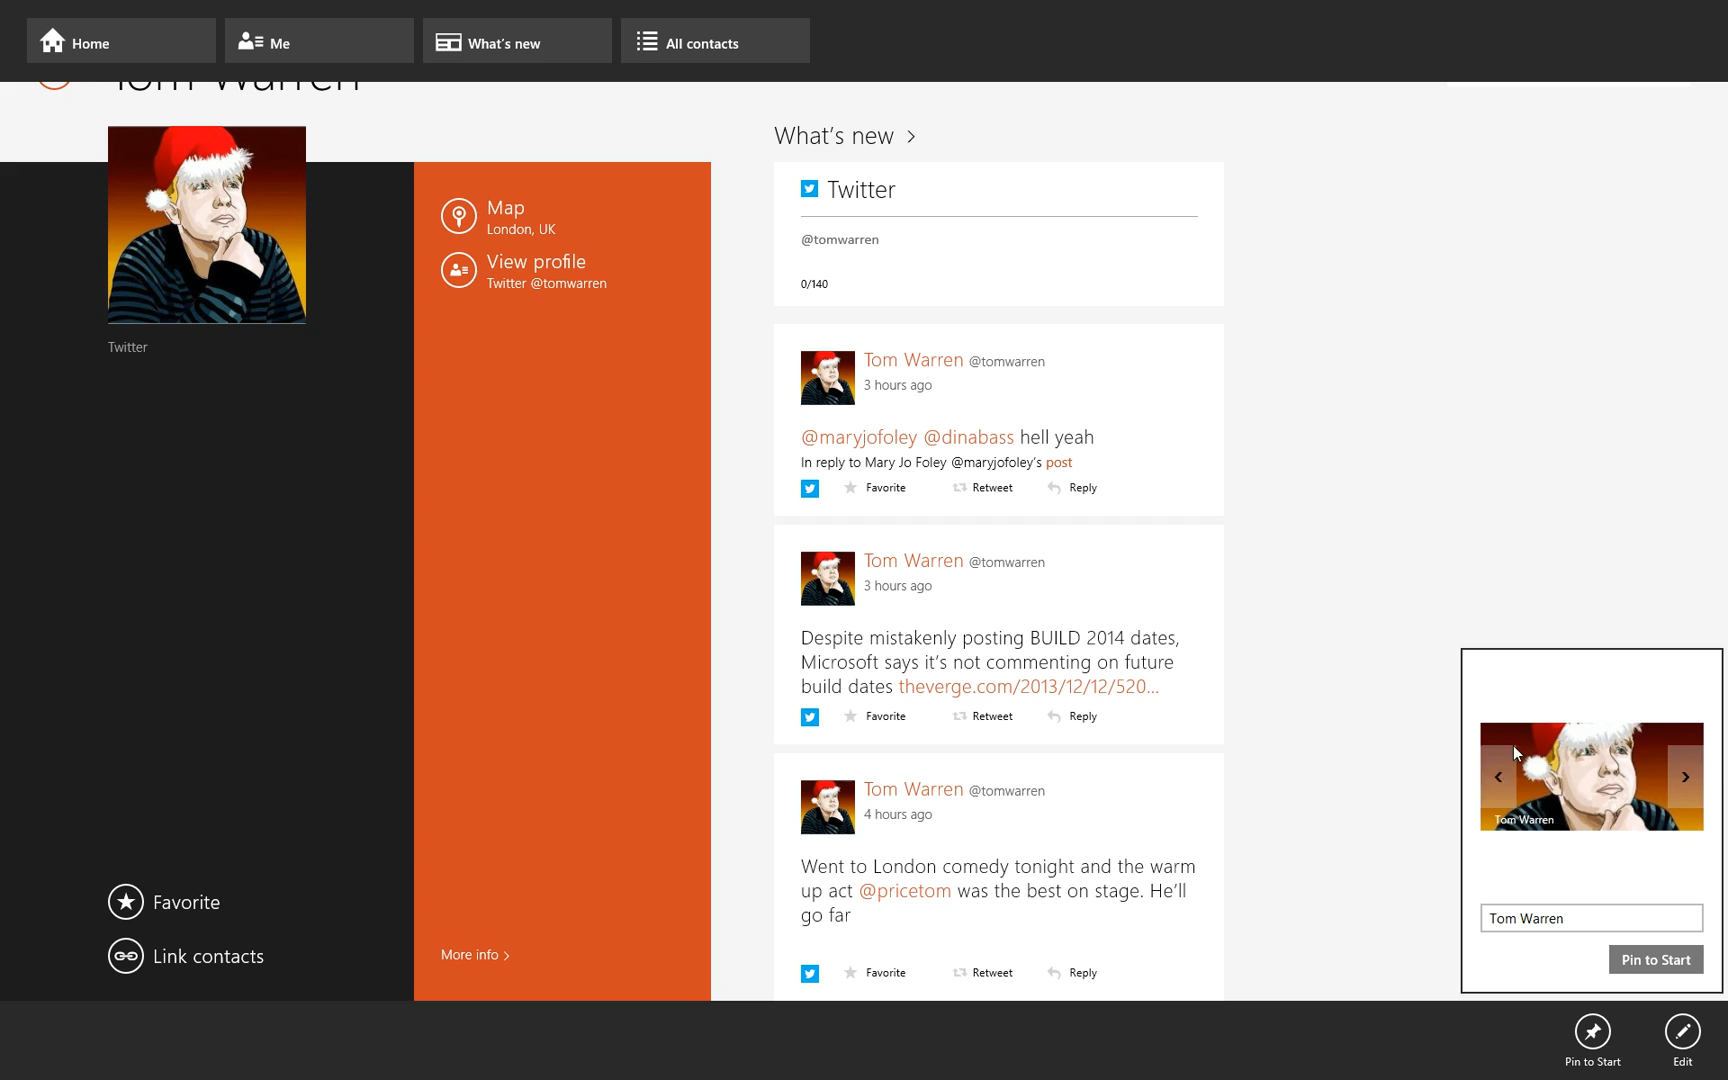 Home
Me
What's new
All contacts
Tom Warren
Twitter
Favorite
Link contacts
Map
London, UK
View profile
Twitter @tomwarren
More info
What's new
Twitter
@tomwarren
0/140
Tom Warren @tomwarren
3 hours ago
@maryjofoley @dinabass hell yeah
In reply to Mary Jo Foley @maryjofoley's post
Favorite Retweet Reply
Tom Warren @tomwarren
3 hours ago
Despite mistakenly posting BUILD 2014 dates,
Microsoft says it's not commenting on future
build dates theverge.com/2013/12/12/520...
Favorite Retweet Reply
Tom Warren @tomwarren
4 hours ago
Went to London comedy tonight and the warm
up act @pricetom was the best on stage. He'll
go far
Favorite Retweet Reply
Tom Warren
Tom Warren
Pin to Start
Pin to Start
Edit